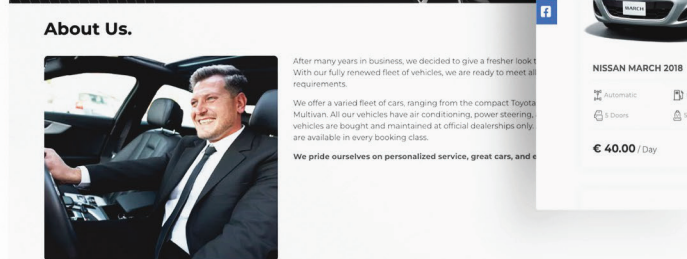 About Us.
After many years in business, we decided to give a fresher look
With our fully renewed fleet of vehicles, we are ready to meet
requirements.
We offer a varied fleet of cars, ranging from the compact Toyota
Multivan. All our vehicles have air conditioning, power steering,
vehicles are bought and maintained at official dealerships only.
are available in every booking class.
We pride ourselves on personalized service, great cars, and
MARCH
NISSAN MARCH 2018
Automatic
5 Doors
€ 40.00 / Day